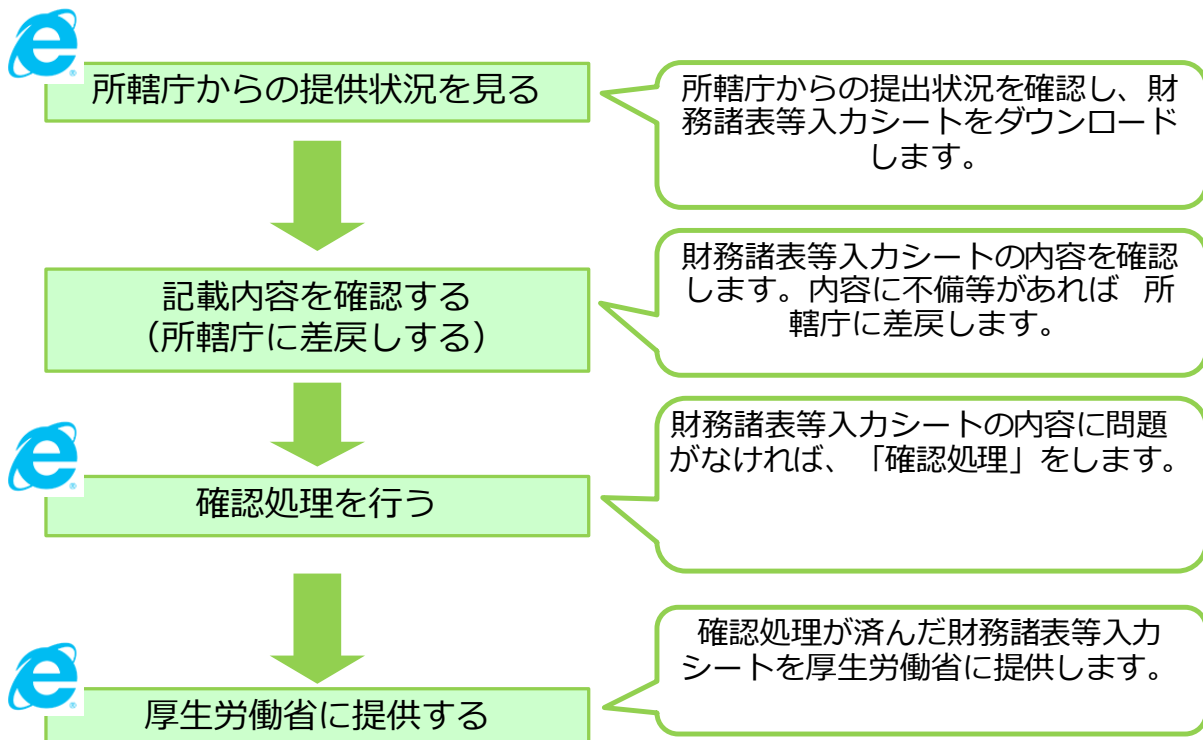 所轄庁からの提供状況を見る
所轄庁からの提出状況を確認し、財
務諸表等入力シートをダウンロード
します。
記載内容を確認する
（所轄庁に差戻しする）
財務諸表等入力シートの内容を確認
します。内容に不備等があれば　所
轄庁に差戻します。
確認処理を行う
財務諸表等入力シートの内容に問題
がなければ、「確認処理」をします。
厚生労働省に提供する
確認処理が済んだ財務諸表等入力
シートを厚生労働省に提供します。